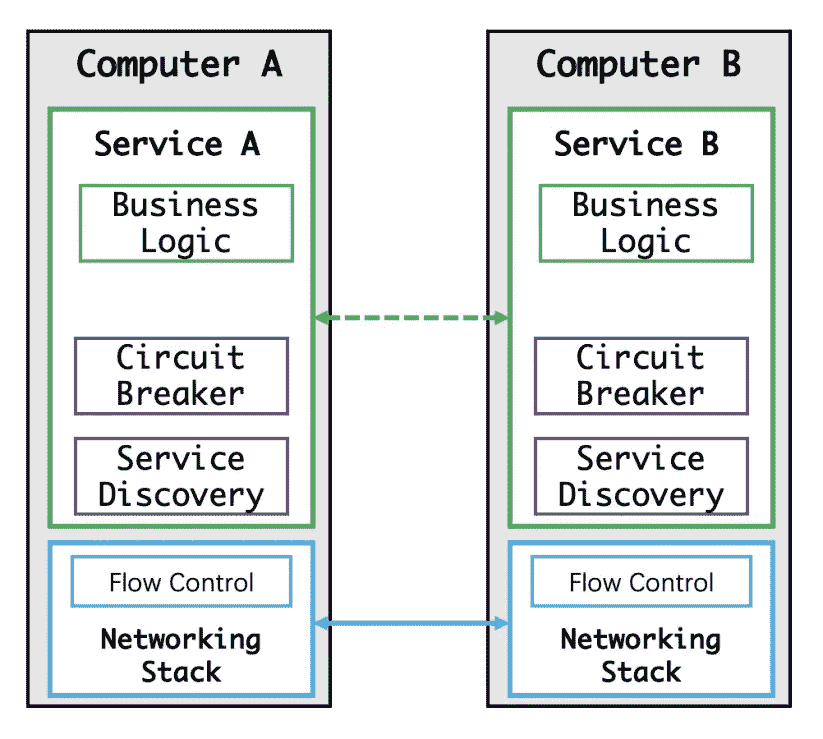 Computer A
Service A
Business
Logic
Circuit
Breaker
Service
Discovery
Flow Control
Networking
Stack
Computer B
Service B
Business
Logic
Circuit
Breaker
Service
Discovery
Flow Control
Networking
Stack